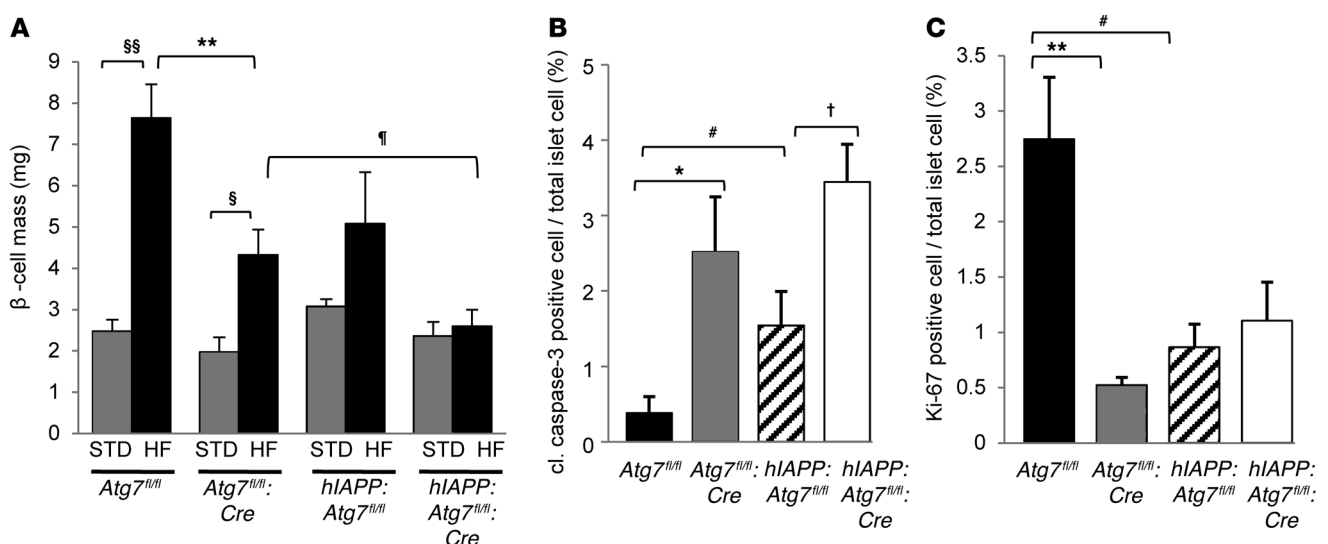 A
β -cell mass (mg)
9
8
7
6
5
4
3
2
1
0
§§
**
§
¶
STD HF STD HF STD HF STD HF
Atg7fl/fl
Atg7fl/fl:
Cre
hIAPP:
Atg7fl/fl
hIAPP:
Atg7fl/fl:
Cre
B
cl. caspase-3 positive cell / total islet cell (%)
5
4
3
2
1
0
#
*
†
Atg7fl/fl
Atg7fl/fl:
Cre
hIAPP:
Atg7fl/fl
hIAPP:
Atg7fl/fl:
Cre
C
Ki-67 positive cell / total islet cell (%)
3.5
3
2.5
2
1.5
1
0.5
0
#
**
Atg7fl/fl
Atg7fl/fl:
Cre
hIAPP:
Atg7fl/fl
hIAPP:
Atg7fl/fl:
Cre